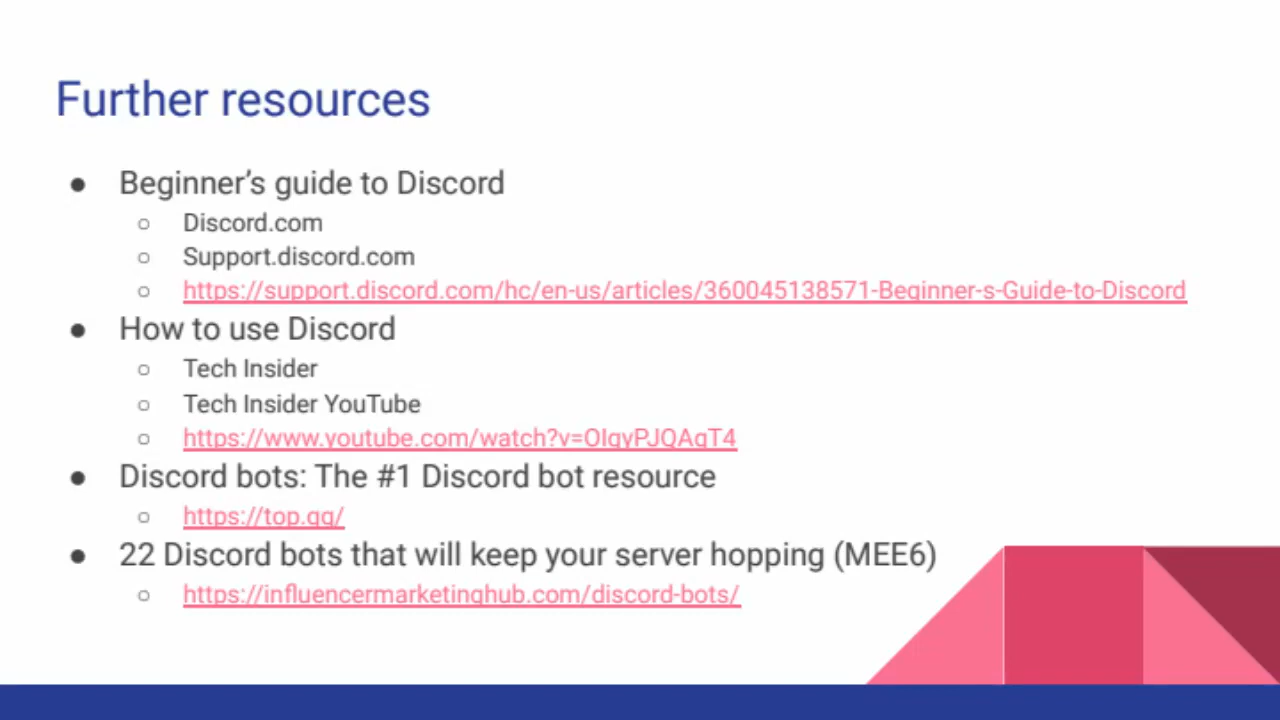 Further resources
● Beginner's guide to Discord
○ Discord.com
○ Support.discord.com
○ https://support.discord.com/hc/en-us/articles/360045138571-Beginner-s-Guide-to-Discord
● How to use Discord
○ Tech Insider
○ Tech Insider YouTube
○ https://www.youtube.com/watch?v=OIgyPJQAgT4
● Discord bots: The #1 Discord bot resource
○ https://top.gg/
● 22 Discord bots that will keep your server hopping (MEE6)
○ https://influencermarketinghub.com/discord-bots/